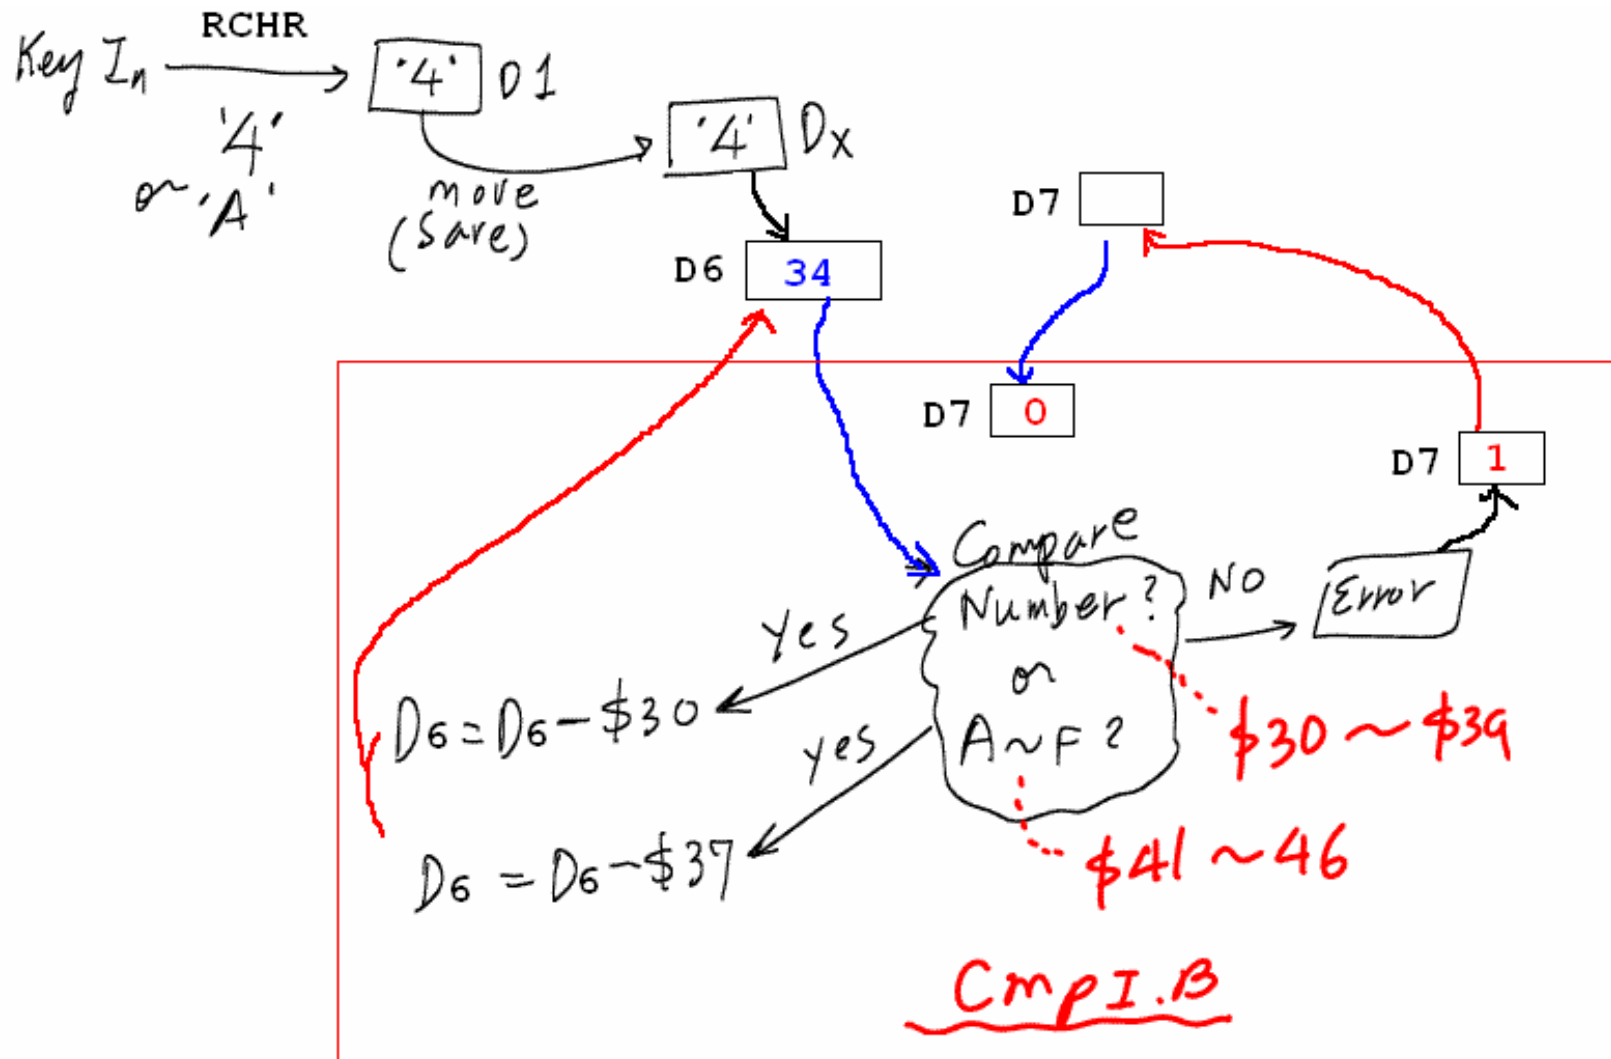 RCHR
Key In
'4' D1
'4'
or 'A'
move
(Save)
'4' Dx
D7
D6 34
D7 0
D7 1
Compare
Number?
or
A~F?
NO
Error
Yes
D6=D6-$30
yes
D6=D6-$37
$30~$39
$41~46
CmpI.B